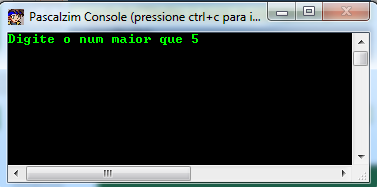 Pascalzim Console (pressione ctrl+c para i...
Digite o num maior que 5